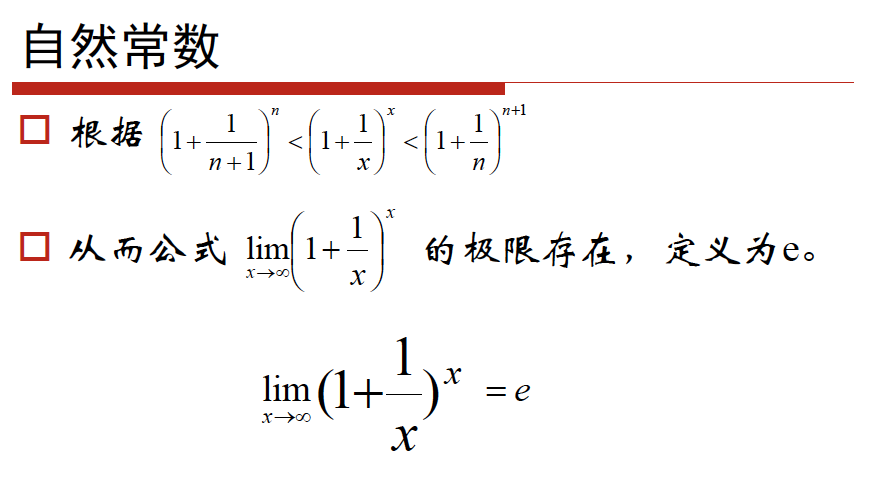 自然常数
根据 $\left(1+\frac{1}{n+1}\right)^{n}<\left(1+\frac{1}{x}\right)^{x}<\left(1+\frac{1}{n}\right)^{n+1}$
从而公式 $\lim_{x\to\infty}\left(1+\frac{1}{x}\right)^{x}$ 的极限存在，定义为e。
$\lim_{x\to\infty}(1+\frac{1}{x})^{x}=e$